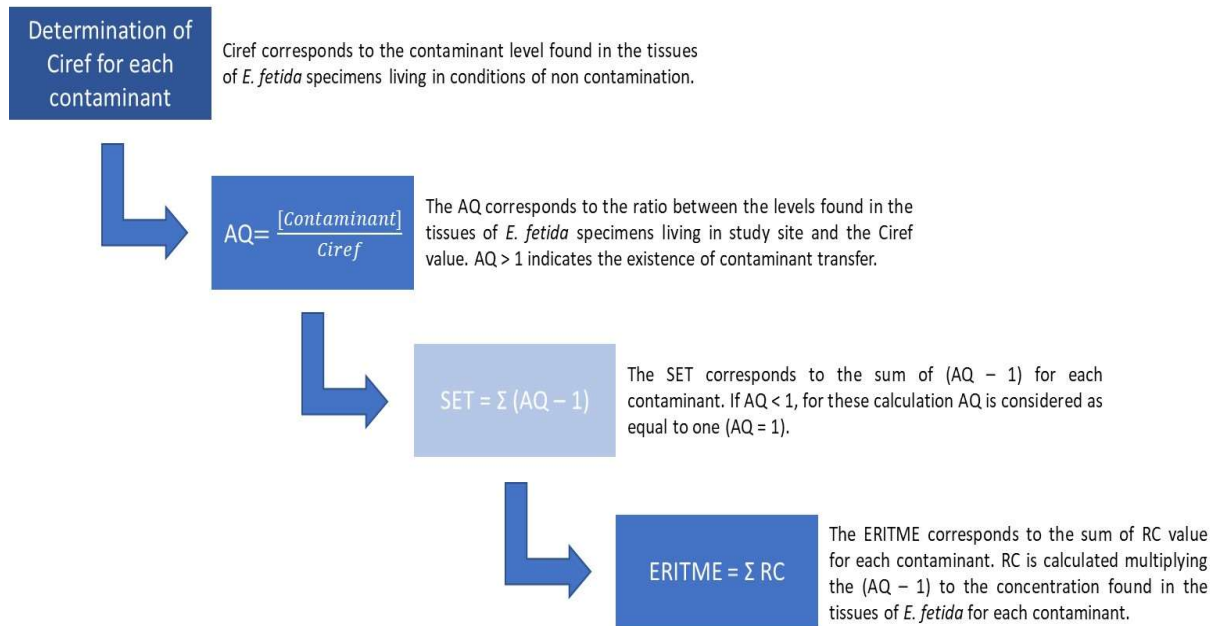 Determination of
Ciref for each
contaminant
Ciref corresponds to the contaminant level found in the tissues
of E. fetida specimens living in conditions of non contamination.
AQ= [Contaminant]
Ciref
The AQ corresponds to the ratio between the levels found in the
tissues of E. fetida specimens living in study site and the Ciref
value. AQ > 1 indicates the existence of contaminant transfer.
SET = Σ (AQ – 1)
The SET corresponds to the sum of (AQ – 1) for each
contaminant. If AQ < 1, for these calculation AQ is considered as
equal to one (AQ = 1).
ERITME = Σ RC
The ERITME corresponds to the sum of RC value
for each contaminant. RC is calculated multiplying
the (AQ – 1) to the concentration found in the
tissues of E. fetida for each contaminant.